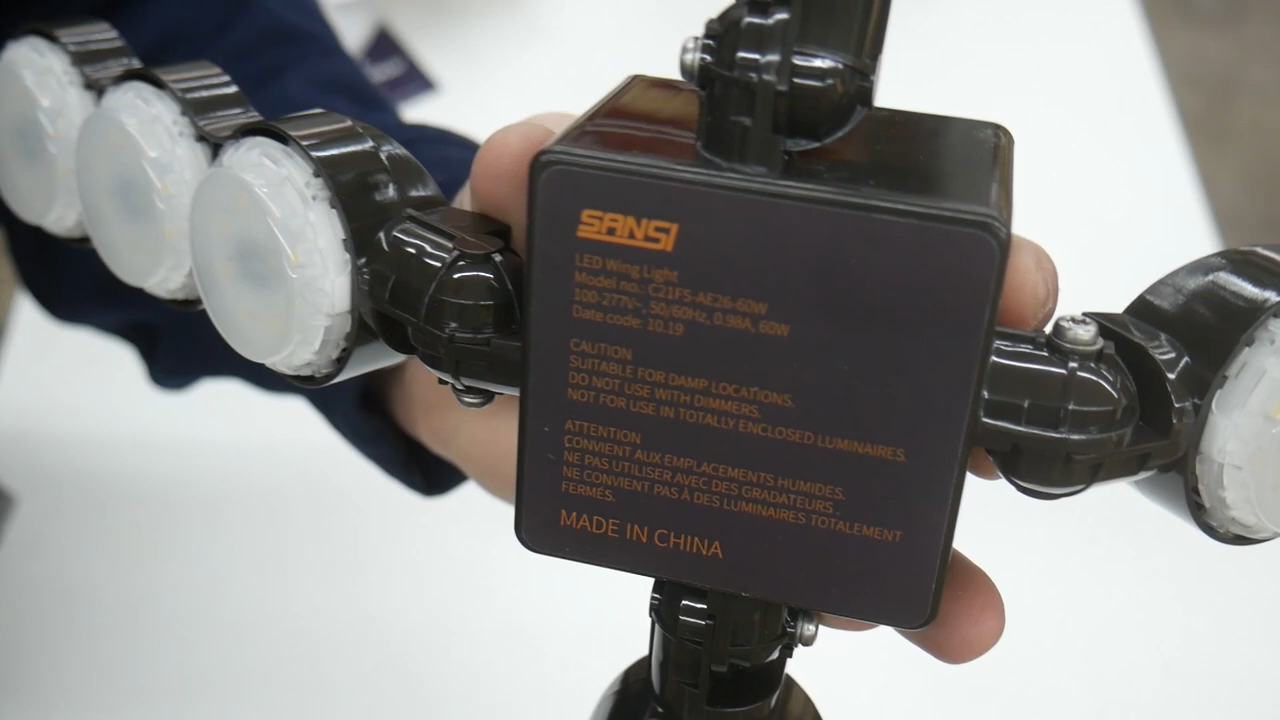 SANSI
LED Wing Light
Model no.: C21FS-AE26-60W
100-277V~, 50/60Hz, 0.98A, 60W
Date code: 10.19
CAUTION
SUITABLE FOR DAMP LOCATIONS.
DO NOT USE WITH DIMMERS.
NOT FOR USE IN TOTALLY ENCLOSED LUMINAIRES.
ATTENTION
CONVIENT AUX EMPLACEMENTS HUMIDES.
NE PAS UTILISER AVEC DES GRADATEURS .
NE CONVIENT PAS À DES LUMINAIRES TOTALEMENT
FERMÉS.
MADE IN CHINA